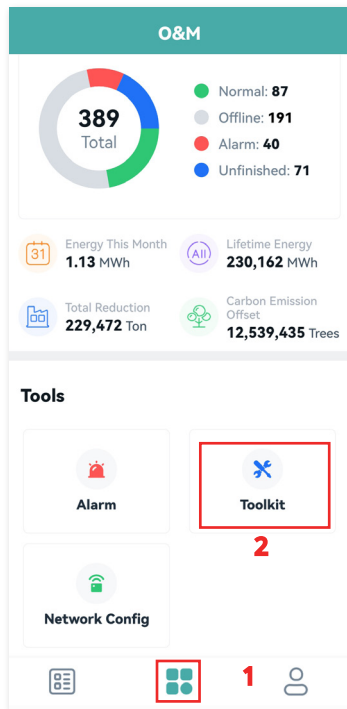 O&M
389
Total
Normal: 87
Offline: 191
Alarm: 40
Unfinished: 71
31
Energy This Month
1.13 MWh
All
Lifetime Energy
230,162 MWh
Total Reduction
229,472 Ton
Carbon Emission
Offset
12,539,435 Trees
Tools
Alarm
Toolkit
2
Network Config
1